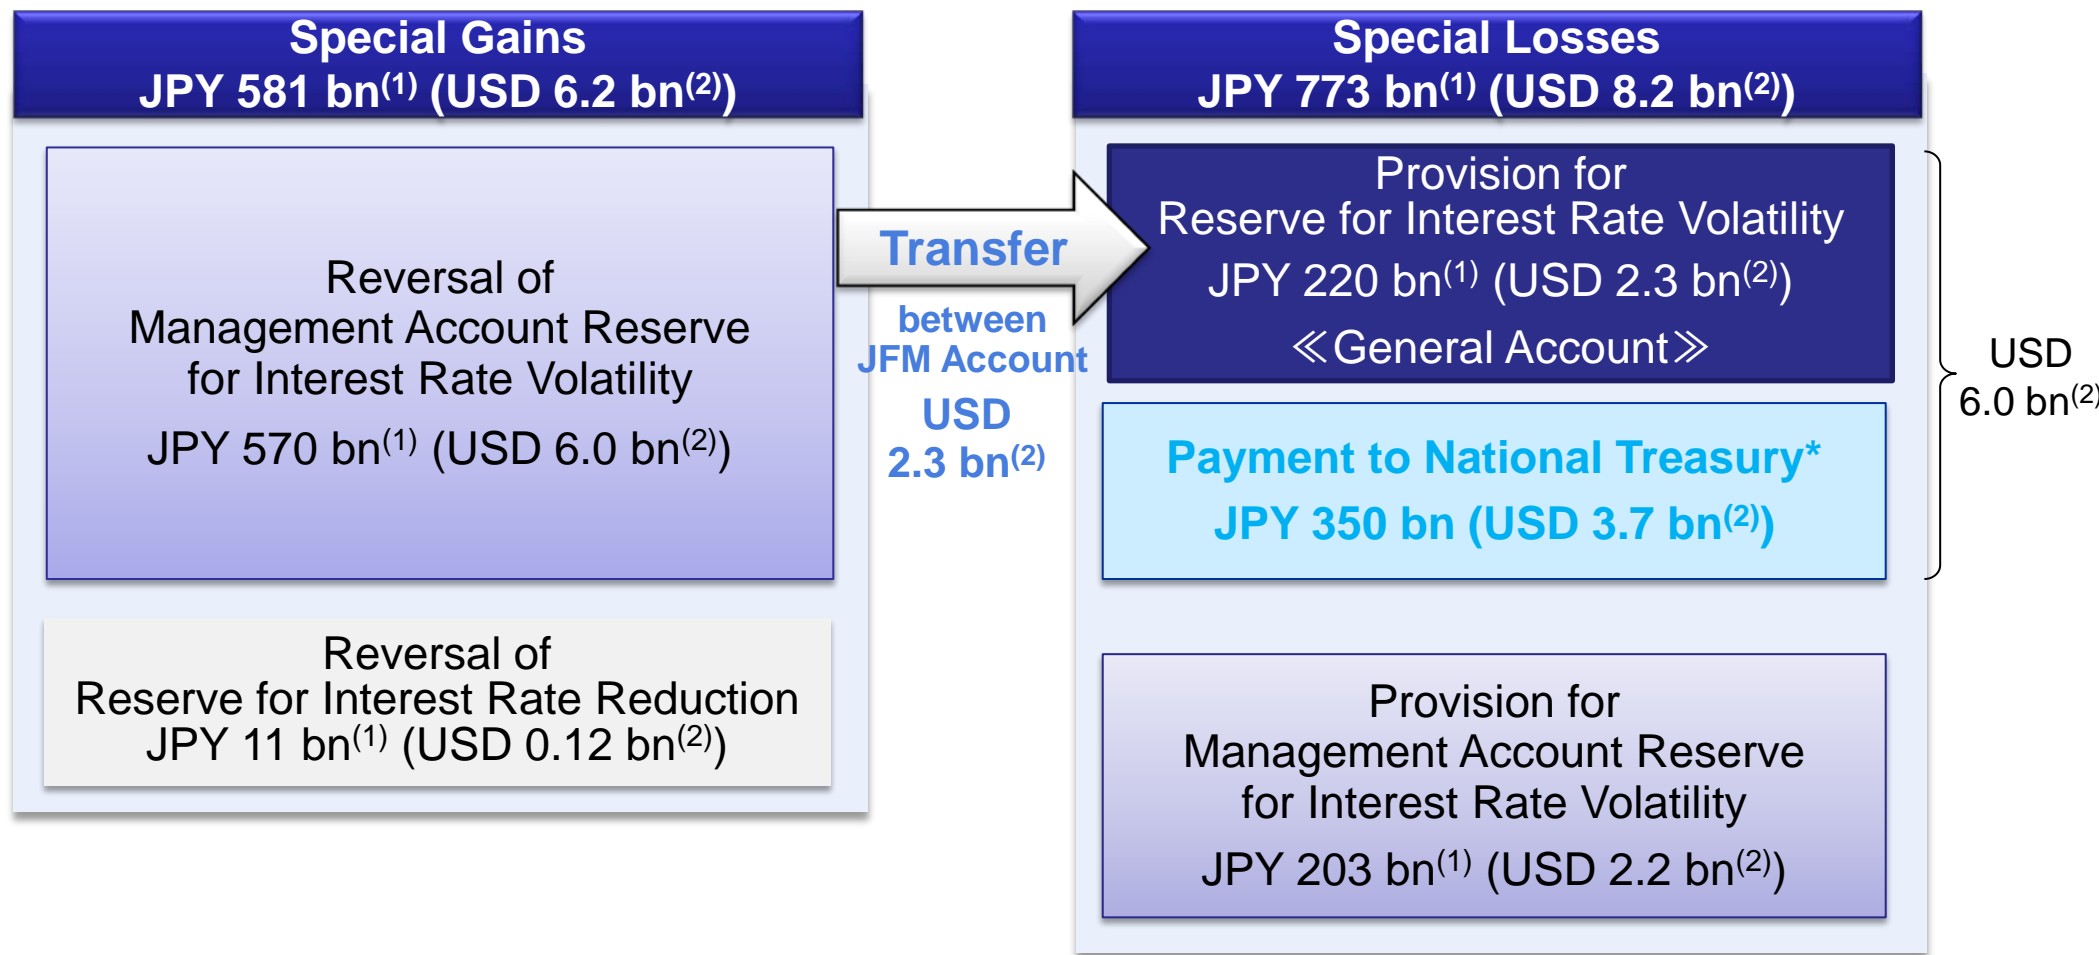 Special Gains
JPY 581 bn(1) (USD 6.2 bn(2))
Reversal of
Management Account Reserve
for Interest Rate Volatility
JPY 570 bn(1) (USD 6.0 bn(2))
Reversal of
Reserve for Interest Rate Reduction
JPY 11 bn(1) (USD 0.12 bn(2))
Transfer
between
JFM Account
USD
2.3 bn(2)
Special Losses
JPY 773 bn(1) (USD 8.2 bn(2))
Provision for
Reserve for Interest Rate Volatility
JPY 220 bn(1) (USD 2.3 bn(2))
≪General Account≫
Payment to National Treasury*
JPY 350 bn (USD 3.7 bn(2))
Provision for
Management Account Reserve
for Interest Rate Volatility
JPY 203 bn(1) (USD 2.2 bn(2))
USD
6.0 bn(2)